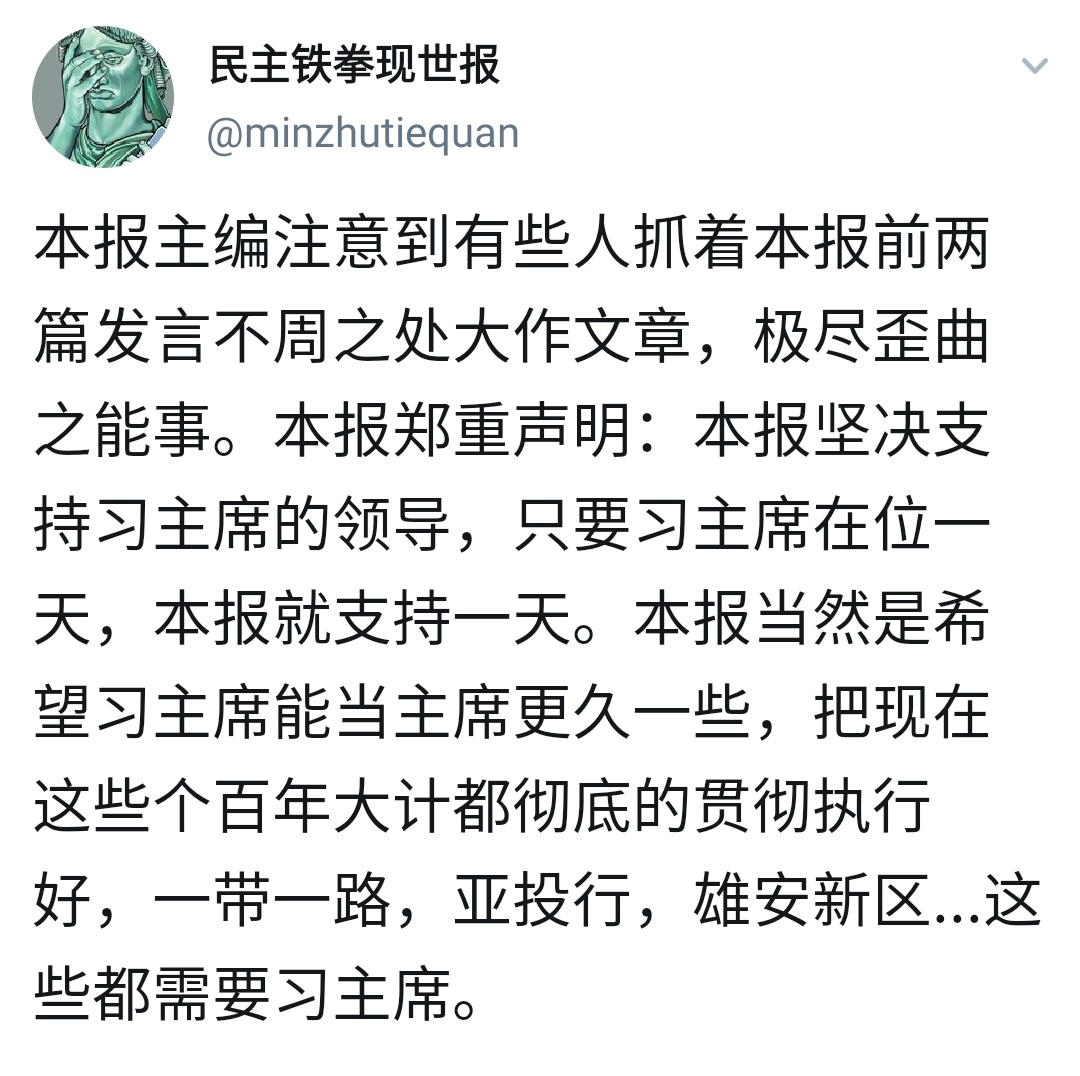 民主铁拳现世报
@minzhutiequan
本报主编注意到有些人抓着本报前两
篇发言不周之处大作文章，极尽歪曲
之能事。本报郑重声明：本报坚决支
持习主席的领导，只要习主席在位一
天，本报就支持一天。本报当然是希
望习主席能当主席更久一些，把现在
这些个百年大计都彻底的贯彻执行
好，一带一路，亚投行，雄安新区...这
些都需要习主席。